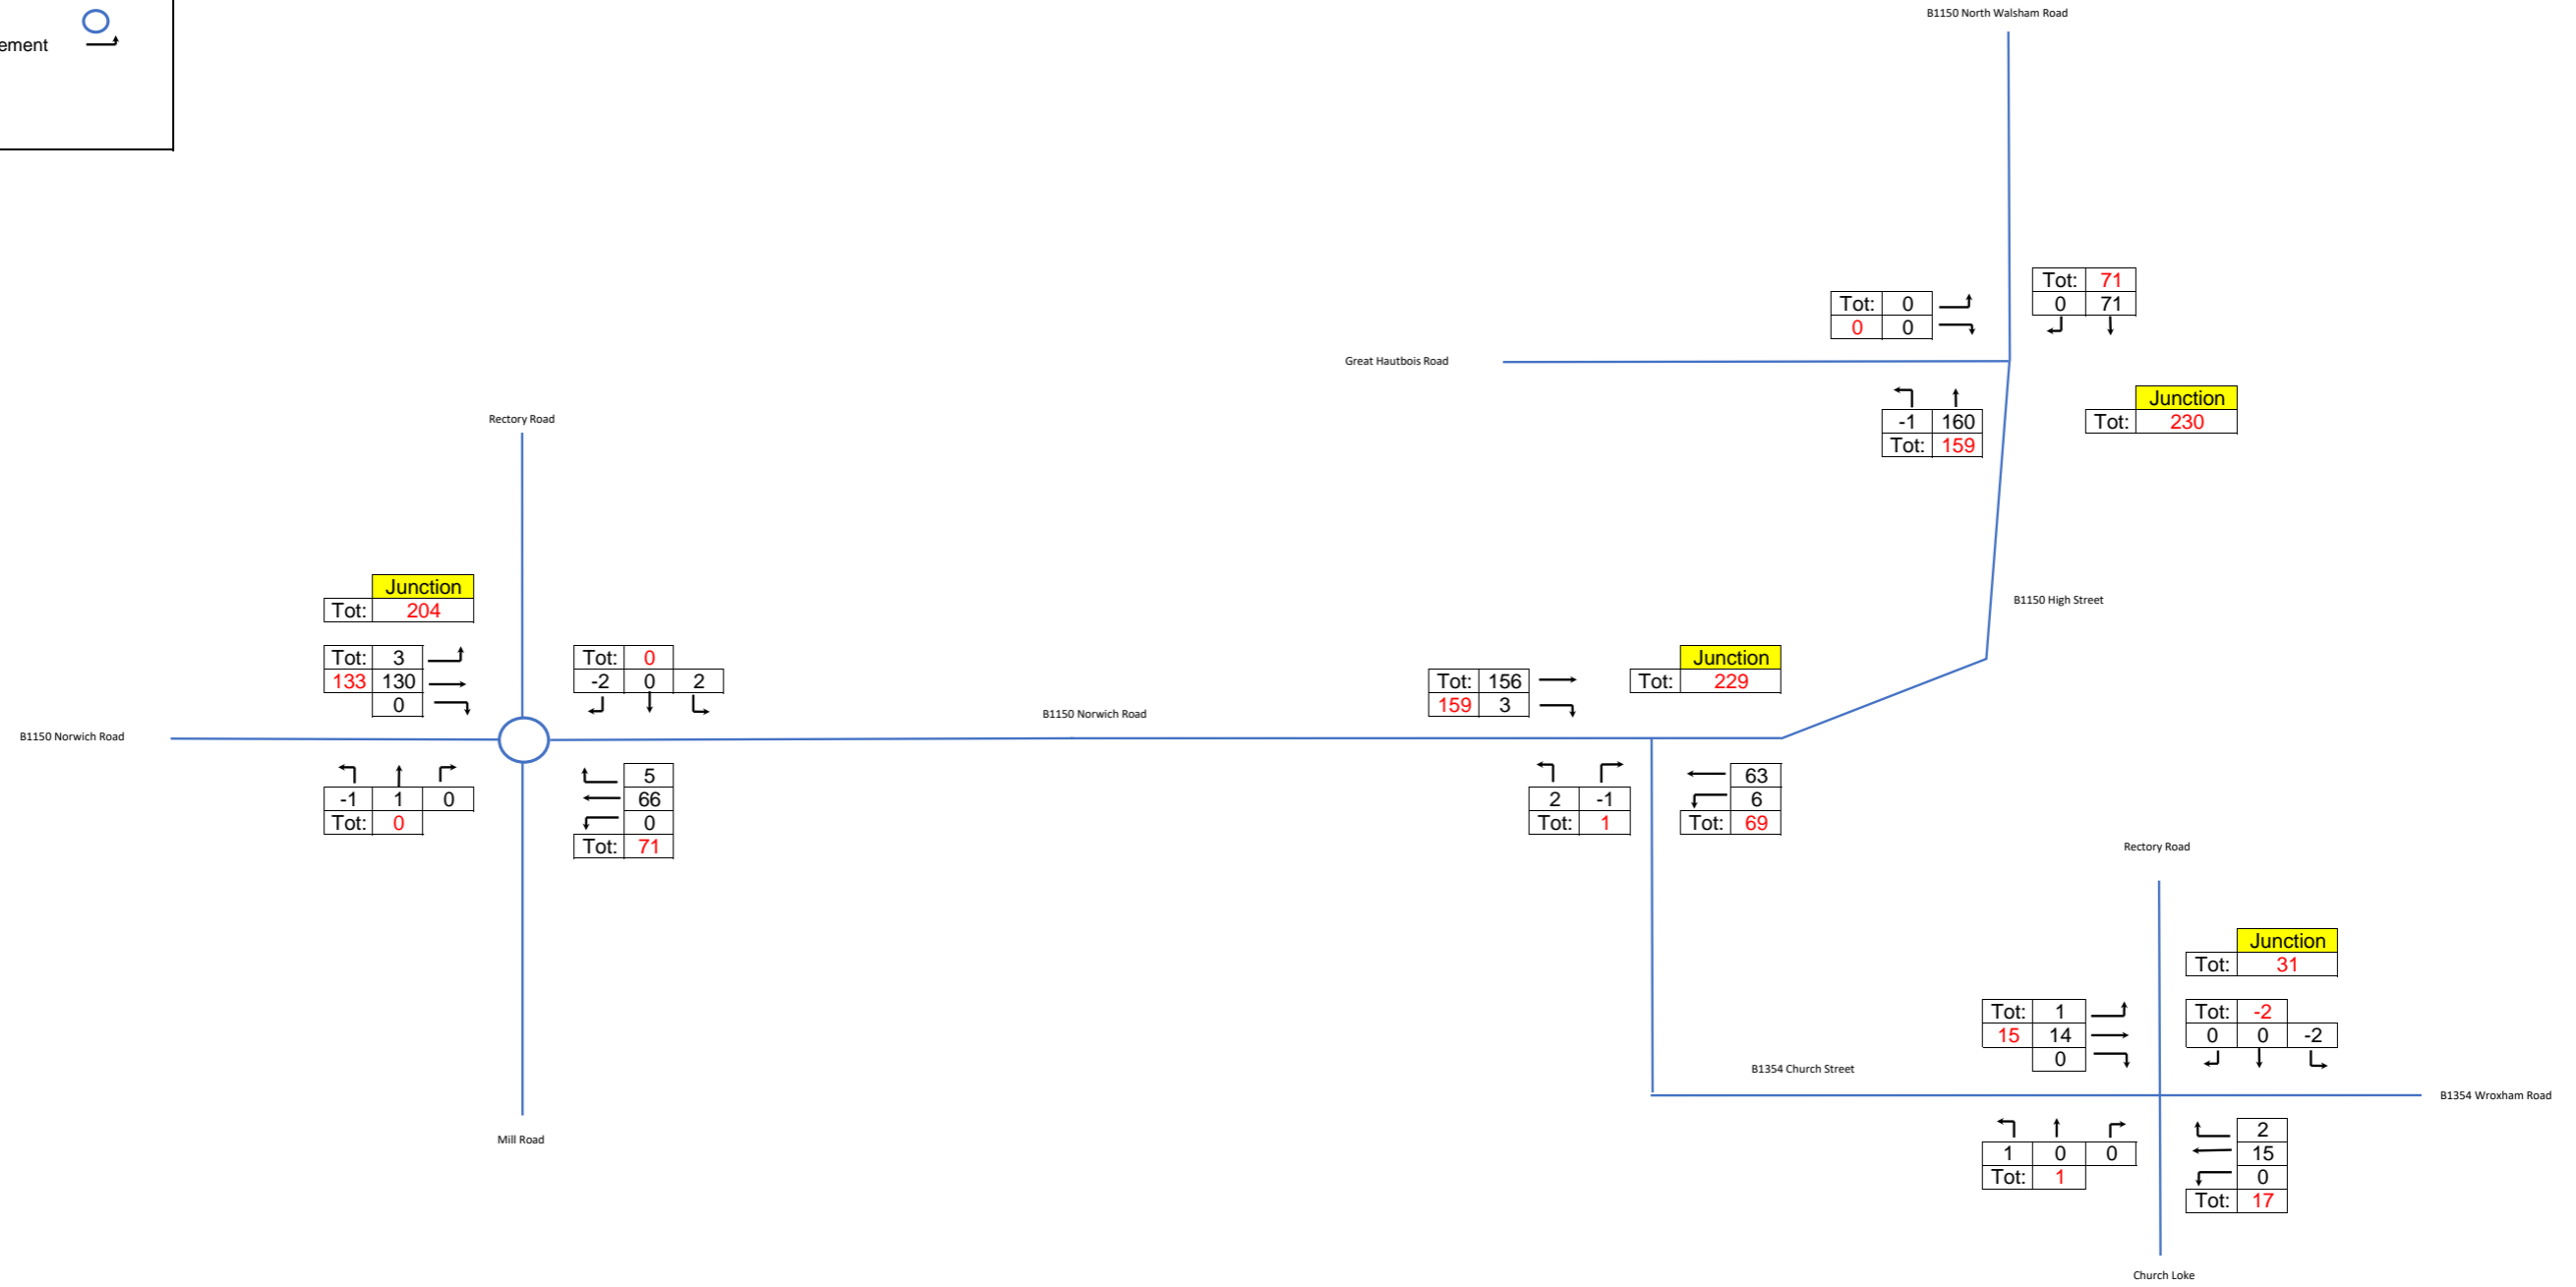 ement
B1150 North Walsham Road
Tot: 71
0 71
Tot: 0
0 0
Great Hautbois Road
Junction
Tot: 230
-1 160
Tot: 159
Rectory Road
Junction
Tot: 204
B1150 High Street
Tot: 3
133 130
0
Tot: 0
-2 0 2
Tot: 156
159 3
Junction
Tot: 229
B1150 Norwich Road
B1150 Norwich Road
-1 1 0
Tot: 0
5
66
0
Tot: 71
2 -1
Tot: 1
63
6
Tot: 69
Rectory Road
Junction
Tot: 31
Tot: 1
15 14
0
Tot: -2
0 0 -2
B1354 Church Street
B1354 Wroxham Road
Mill Road
1 0 0
Tot: 1
2
15
0
Tot: 17
Church Loke